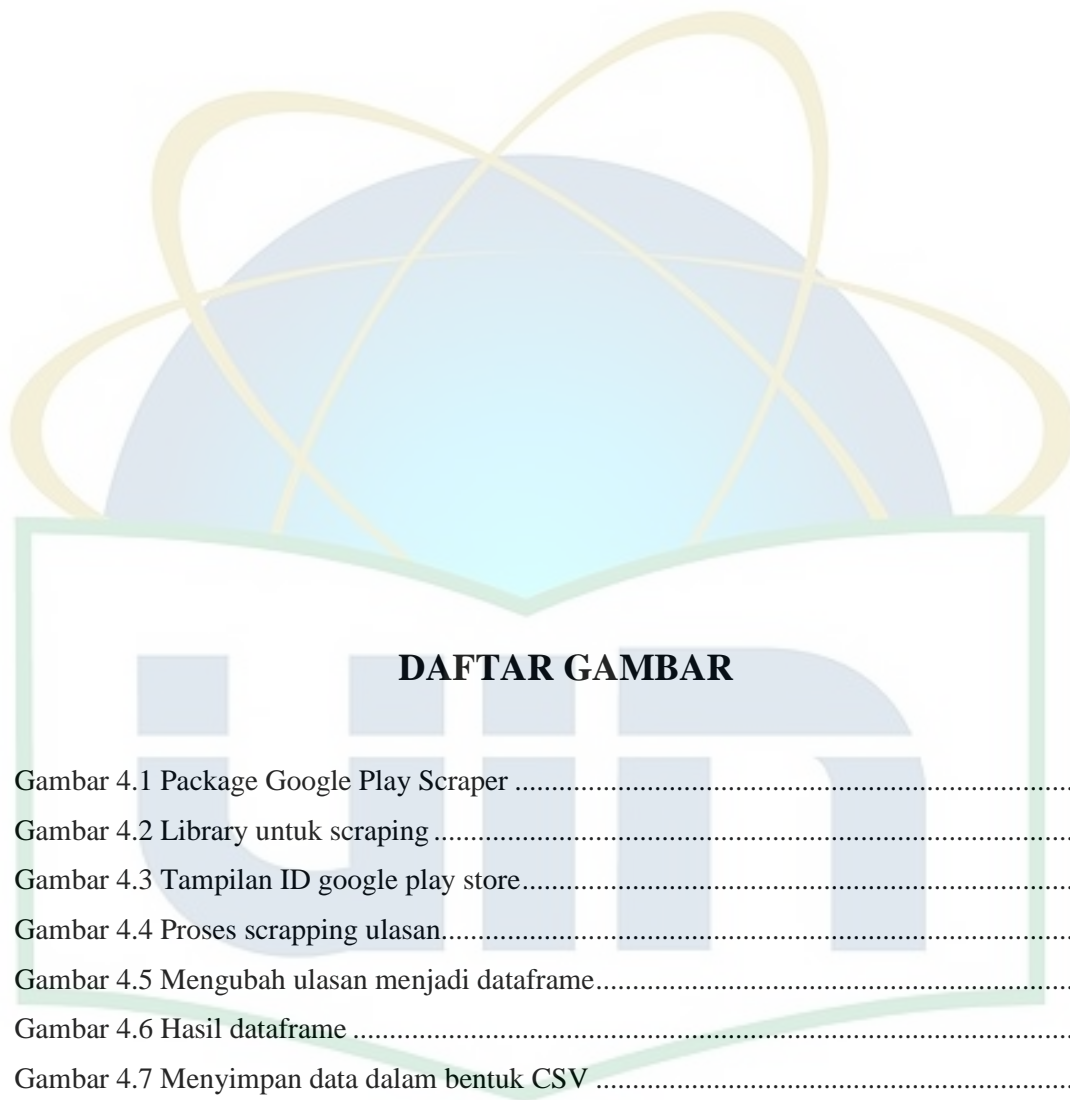 DAFTAR GAMBAR
Gambar 4.1 Package Google Play Scraper ..........................................................................
Gambar 4.2 Library untuk scraping .....................................................................................
Gambar 4.3 Tampilan ID google play store.........................................................................
Gambar 4.4 Proses scrapping ulasan....................................................................................
Gambar 4.5 Mengubah ulasan menjadi dataframe...............................................................
Gambar 4.6 Hasil dataframe ................................................................................................
Gambar 4.7 Menyimpan data dalam bentuk CSV ...............................................................
uin